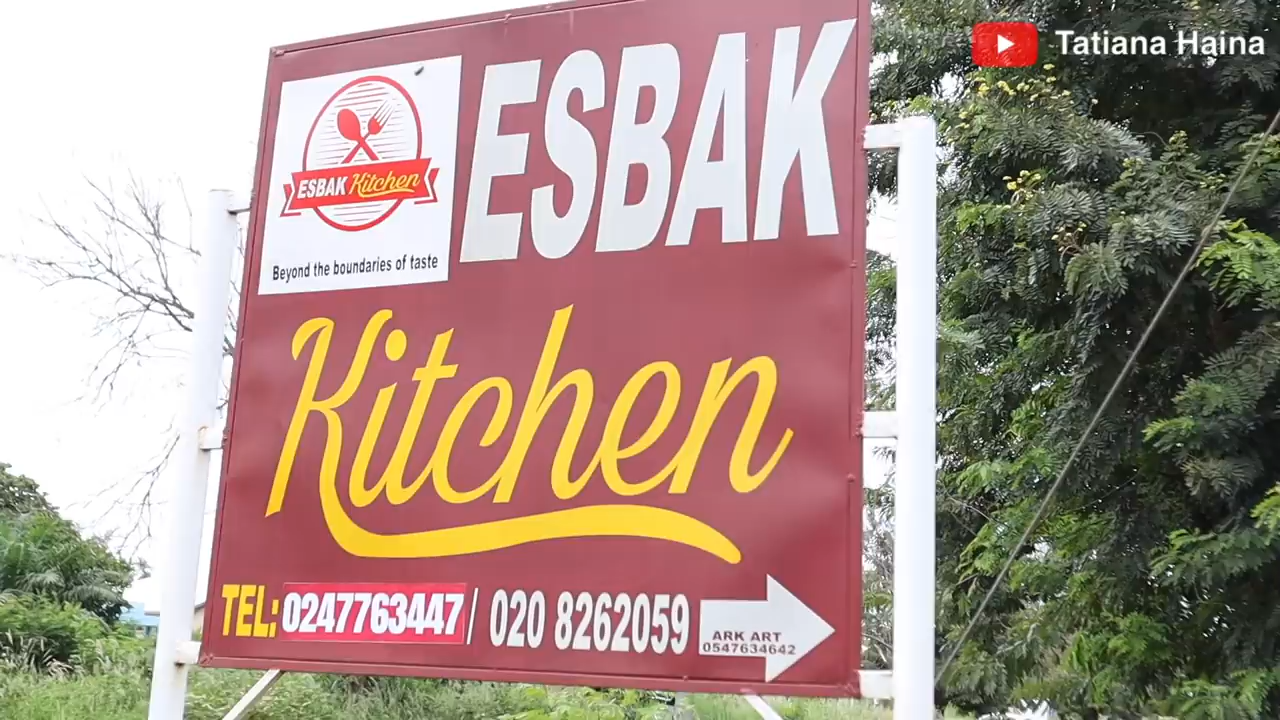 Tatiana Haina
ESBAK
ESBAK Kitchen
Beyond the boundaries of taste
Kitchen
TEL: 0247763447 / 020 8262059
ARK ART
0547634642